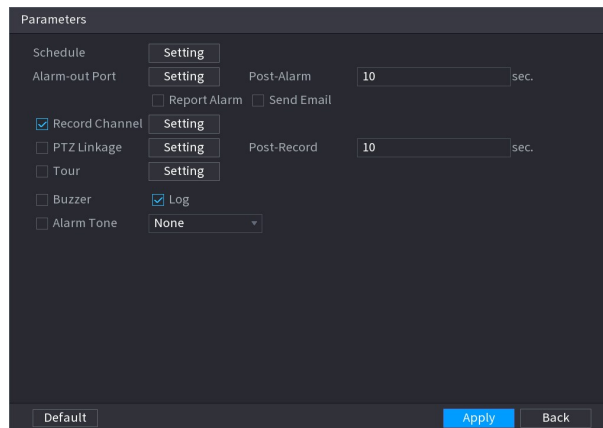 Parameters
Schedule Setting
Alarm-out Port Setting Post-Alarm 10 sec.
Report Alarm Send Email
Record Channel Setting
PTZ Linkage Setting Post-Record 10 sec.
Tour Setting
Buzzer Log
Alarm Tone None
Default Apply Back